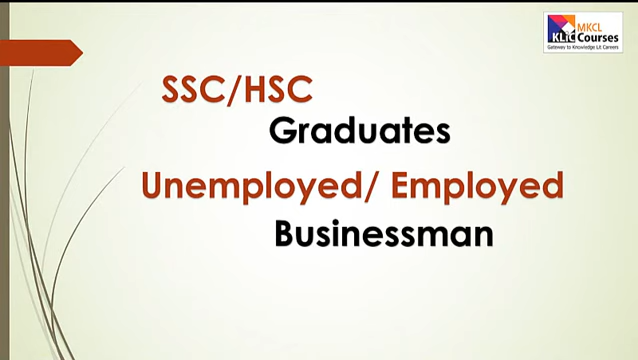 MKCL
KLiC Courses
Gateway to Knowledge Lit Careers
SSC/HSC
Graduates
Unemployed/ Employed
Businessman